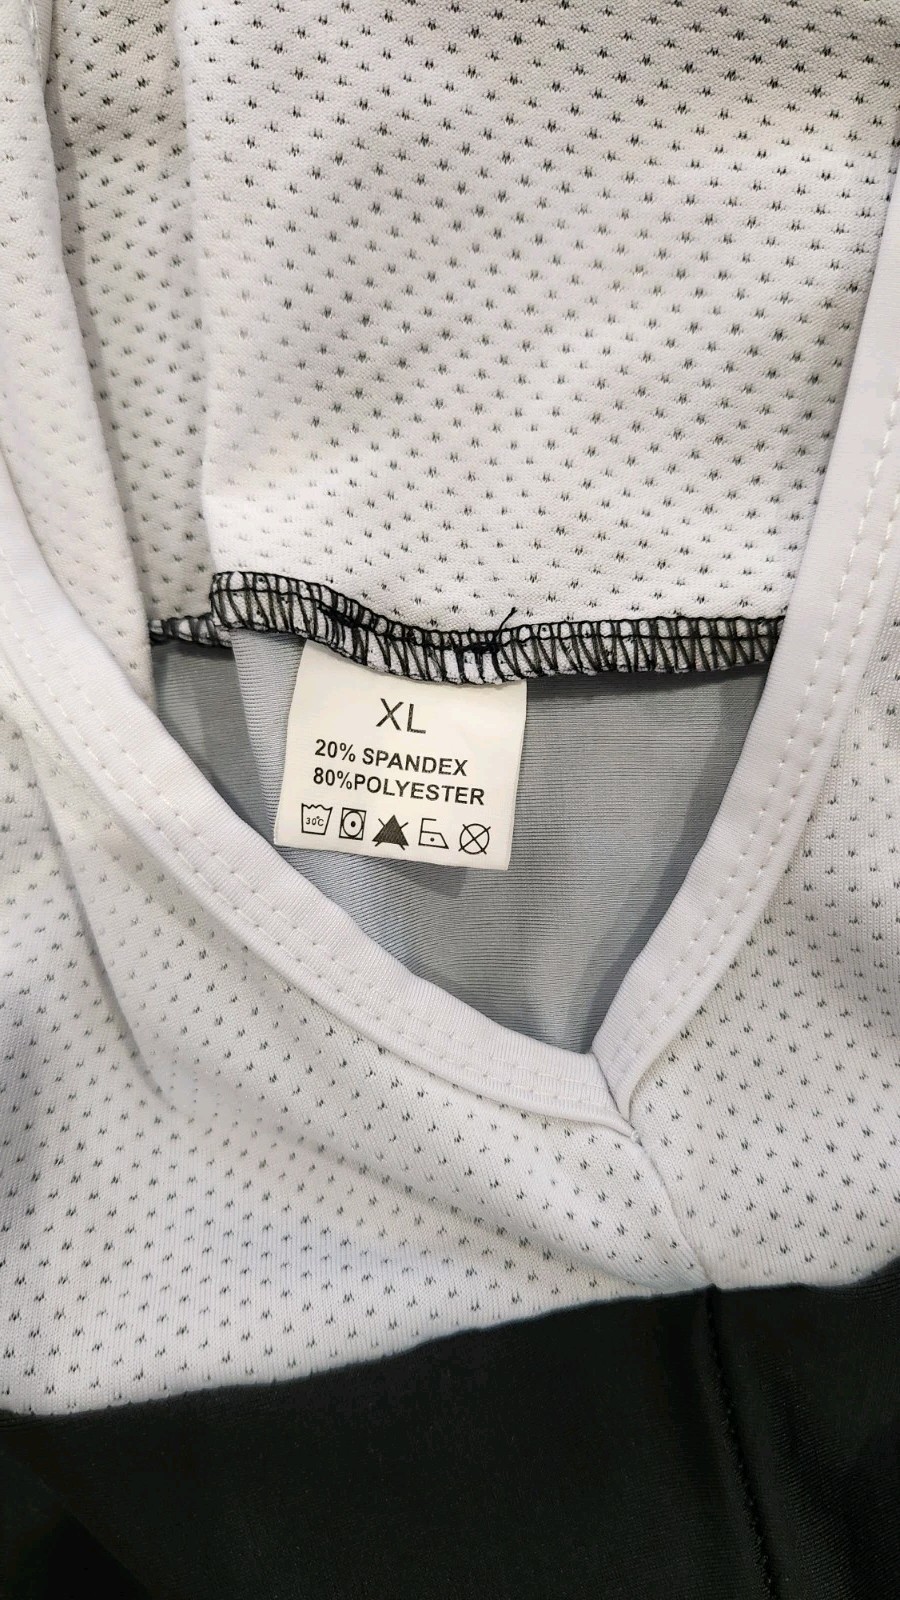 XL
20% SPANDEX
80%POLYESTER
30°C